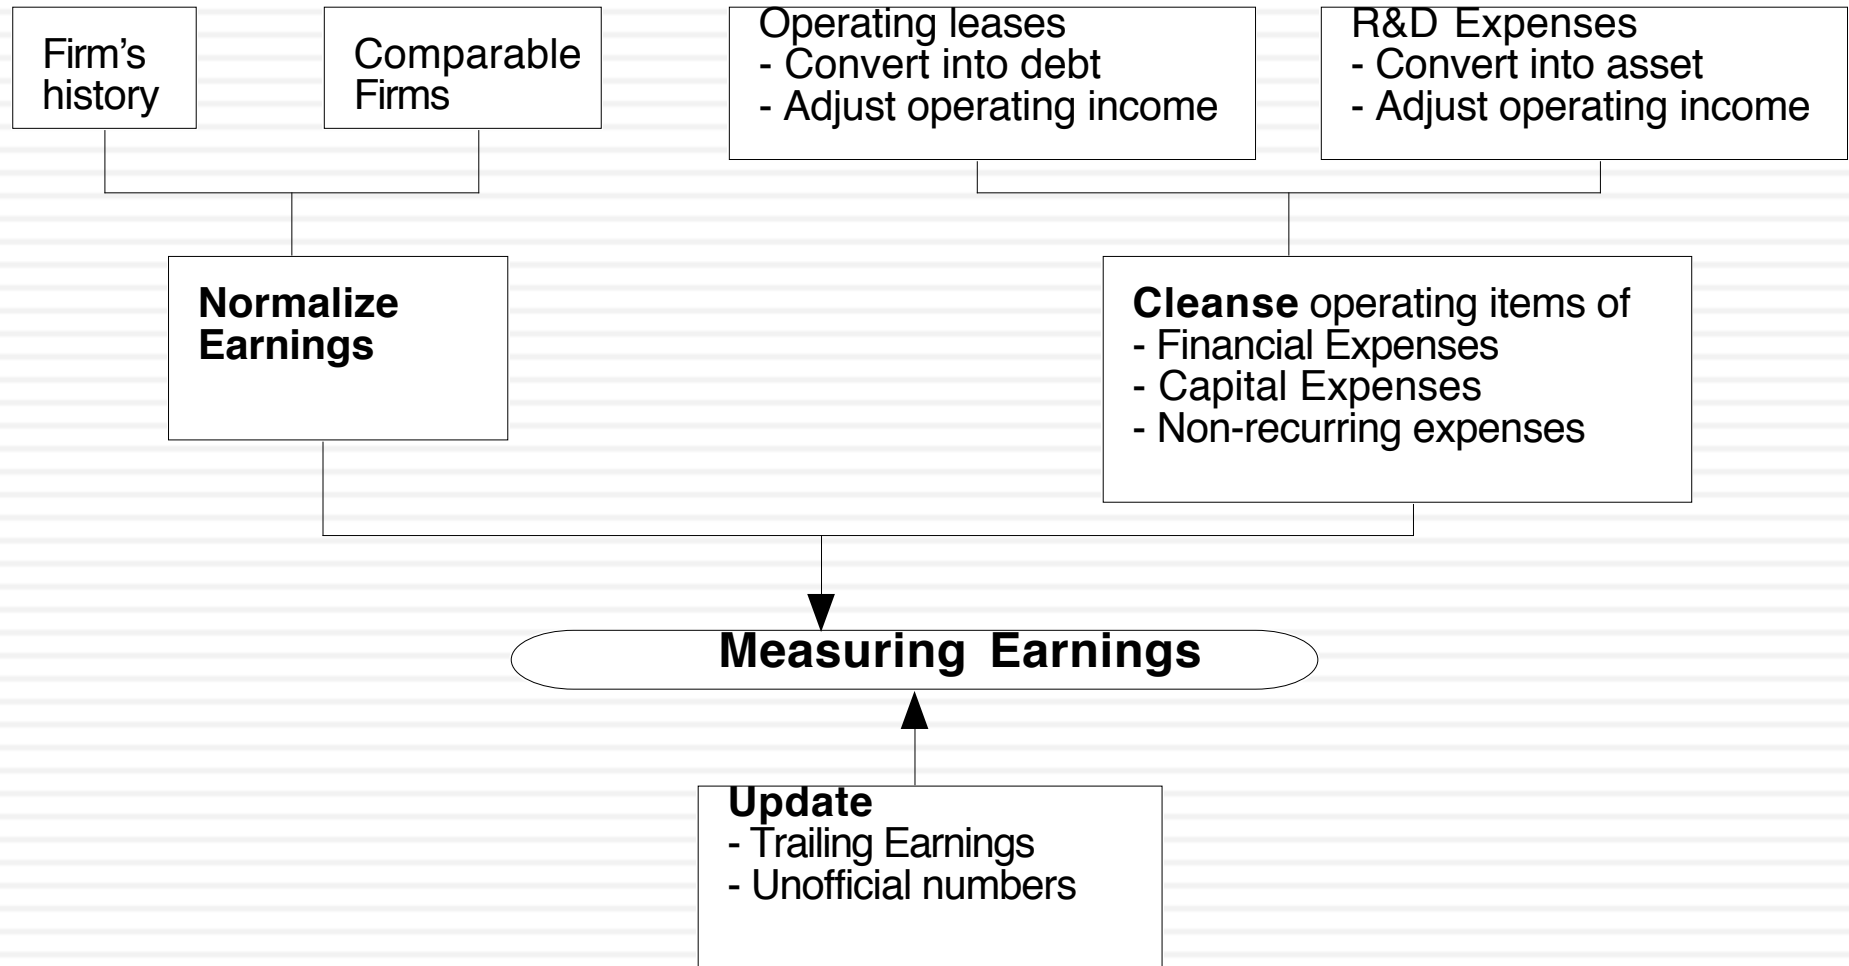 Firm’s
history
Comparable
Firms
Operating leases
- Convert into debt
- Adjust operating income
R&D Expenses
- Convert into asset
- Adjust operating income
Normalize
Earnings
Cleanse operating items of
- Financial Expenses
- Capital Expenses
- Non-recurring expenses
Measuring Earnings
Update
- Trailing Earnings
- Unofficial numbers